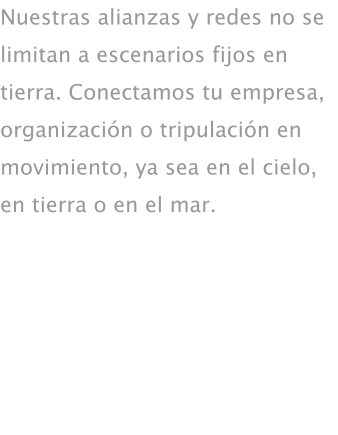 Nuestras alianzas y redes no se
limitan a escenarios fijos en
tierra. Conectamos tu empresa,
organización o tripulación en
movimiento, ya sea en el cielo,
en tierra o en el mar.